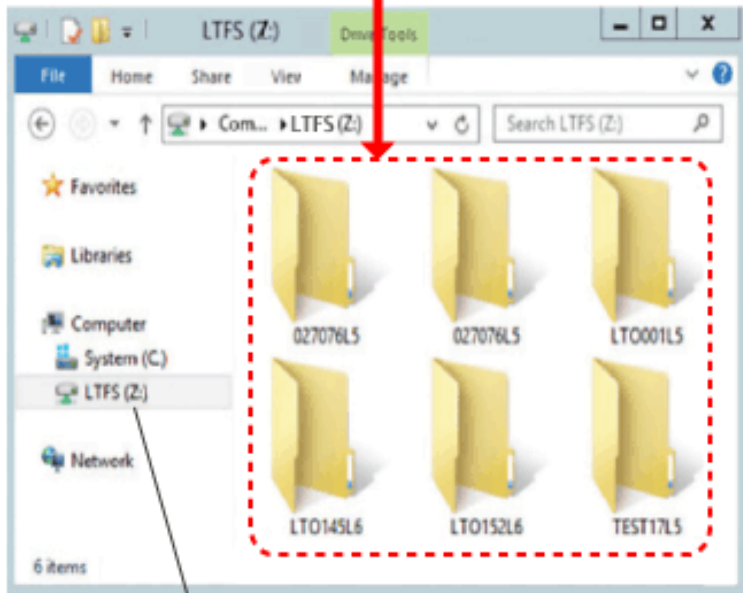 LTFS (Z:) Drive Tools
File Home Share View Manage
Com... LTFS (Z:) Search LTFS (Z:)
Favorites
Libraries
Computer
System (C.)
LTFS (Z:)
Network
027076L5 027076L5 LTO001L5
LTO145L6 LTO152L6 TEST17L5
6 items